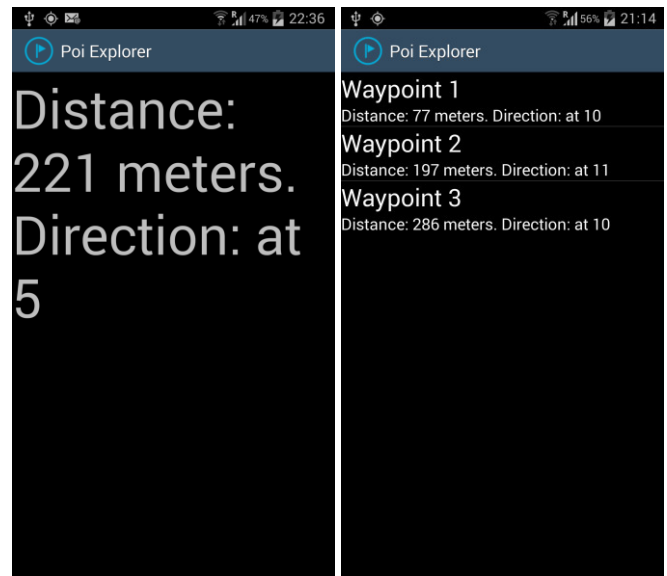 R 47% 22:36
Poi Explorer
Distance:
221 meters.
Direction: at
5
R 56% 21:14
Poi Explorer
Waypoint 1
Distance: 77 meters. Direction: at 10
Waypoint 2
Distance: 197 meters. Direction: at 11
Waypoint 3
Distance: 286 meters. Direction: at 10